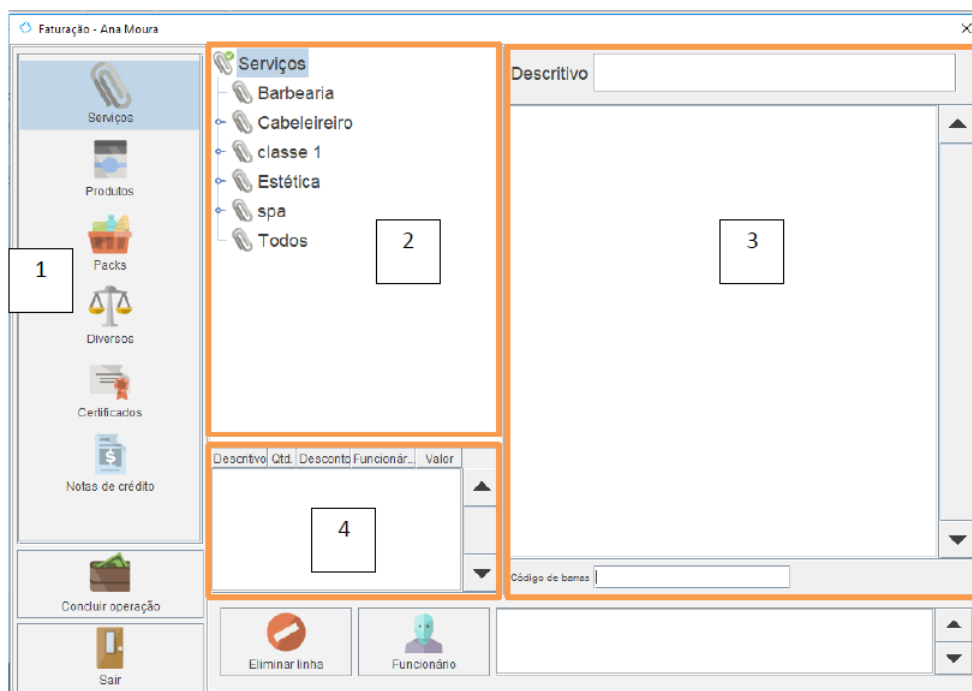 Faturação - Ana Moura
Serviços
Produtos
Packs
Diversos
Certificados
Notas de crédito
Concluir operação
Sair
1
Serviços
Barbearia
Cabeleireiro
classe 1
Estética
spa
Todos
2
Descritivo
3
Código de barras
Descritivo Qtd. Desconto Funcionár... Valor
4
Eliminar linha
Funcionário